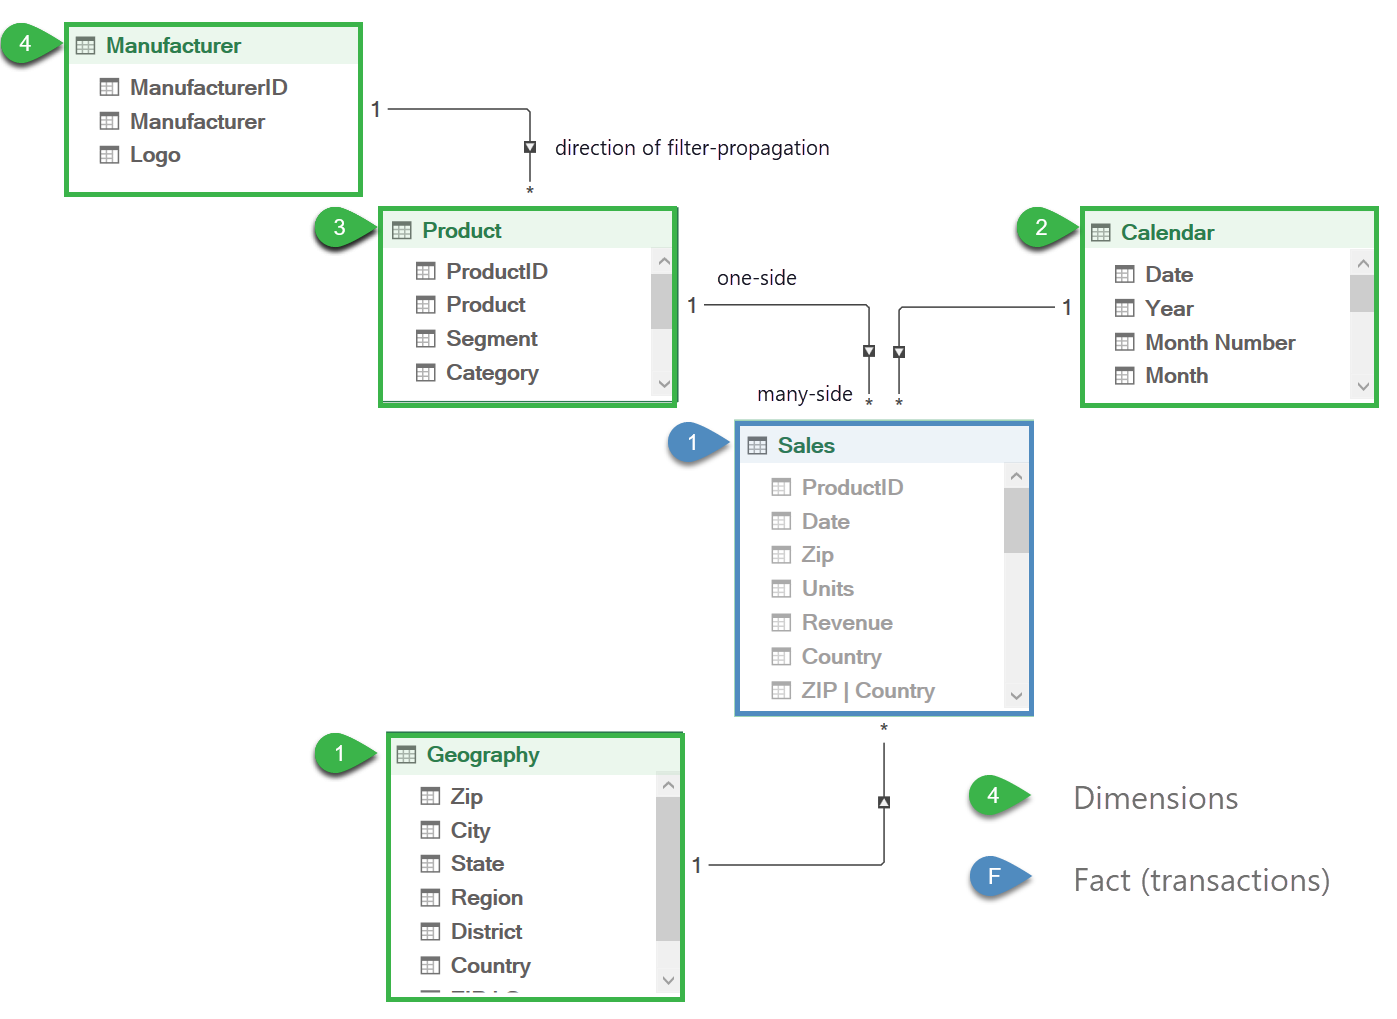 4
Manufacturer
ManufacturerID
Manufacturer
Logo
1
direction of filter-propagation
*
3
Product
ProductID
Product
Segment
Category
1
one-side
many-side
*
2
Calendar
Date
Year
Month Number
Month
1
*
1
Sales
ProductID
Date
Zip
Units
Revenue
Country
ZIP | Country
*
1
Geography
Zip
City
State
Region
District
Country
1
4
Dimensions
F
Fact (transactions)